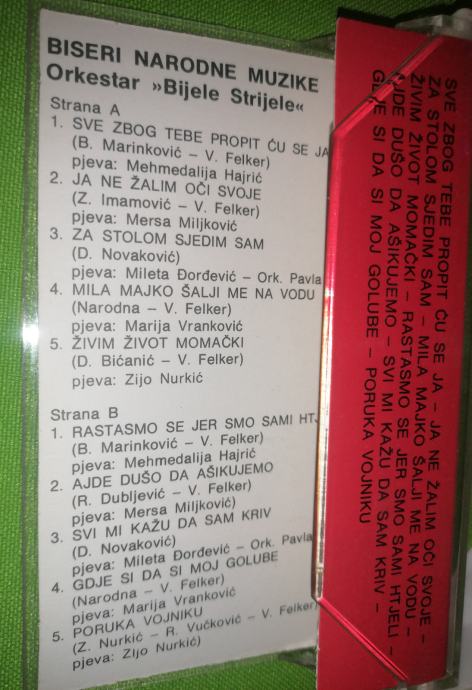 BISERI NARODNE MUZIKE
Orkestar »Bijele Strijele«
Strana A
1. SVE ZBOG TEBE PROPIT ĆU SE JA
(B. Marinković – V. Felker)
pjeva: Mehmedalija Hajrić
2. JA NE ŽALIM OČI SVOJE
(Z. Imamović – V. Felker)
pjeva: Mersa Miljković
3. ZA STOLOM SJEDIM SAM
(D. Novaković)
pjeva: Mileta Đorđević – Ork. Pavla
4. MILA MAJKO ŠALJI ME NA VODU
(Narodna – V. Felker)
pjeva: Marija Vranković
5. ŽIVIM ŽIVOT MOMAČKI
(D. Bićanić – V. Felker)
pjeva: Zijo Nurkić
Strana B
1. RASTASMO SE JER SMO SAMI HTJ
(B. Marinković – V. Felker)
pjeva: Mehmedalija Hajrić
2. AJDE DUŠO DA AŠIKUJEMO
(R. Dubljević – V. Felker)
pjeva: Mersa Miljković
3. SVI MI KAŽU DA SAM KRIV
(D. Novaković)
pjeva: Mileta Đorđević – Ork. Pavla
4. GDJE SI DA SI MOJ GOLUBE
(Narodna – V. Felker)
pjeva: Marija Vranković
5. PORUKA VOJNIKU
(Z. Nurkić – R. Vučković – V. Felker)
pjeva: Zijo Nurkić)
SVE ZBOG TEBE PROPIT ĆU SE JA – JA NE ŽALIM OČI SVOJE –
ZA STOLOM SJEDIM SAM – MILA MAJKO ŠALJI ME NA VODU –
ŽIVIM ŽIVOT MOMAČKI – RASTASMO SE JER SMO SAMI HTJELI –
AJDE DUŠO DA AŠIKUJEMO – SVI MI KAŽU DA SAM KRIV –
GDJE SI DA SI MOJ GOLUBE – PORUKA VOJNIKU